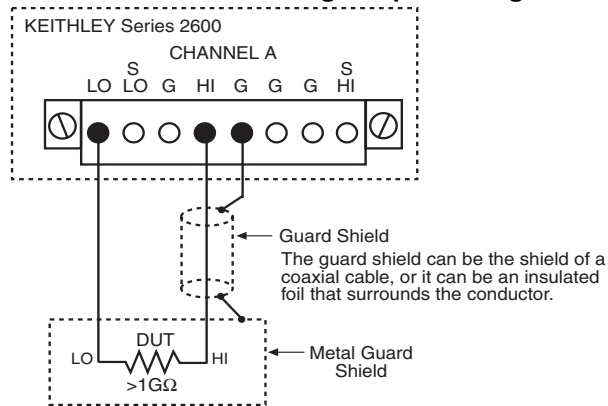 KEITHLEY Series 2600
CHANNEL A
S S
LO LO G HI G G G HI
Guard Shield
The guard shield can be the shield of a
coaxial cable, or it can be an insulated
foil that surrounds the conductor.
DUT
LO HI
>1GΩ
Metal Guard
Shield